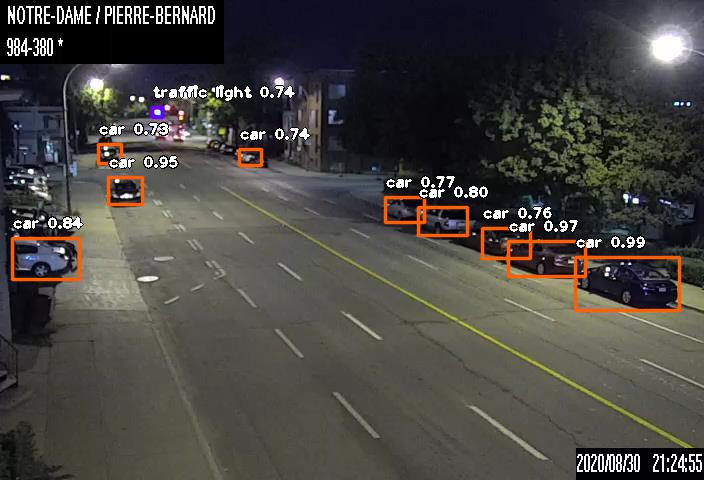 NOTRE-DAME / PIERRE-BERNARD
984-380 *
traffic light 0.74
car 0.73
car 0.74
car 0.95
car 0.77
car 0.80
car 0.84
car 0.76
car 0.97
car 0.99
2020/08/30 21:24:55